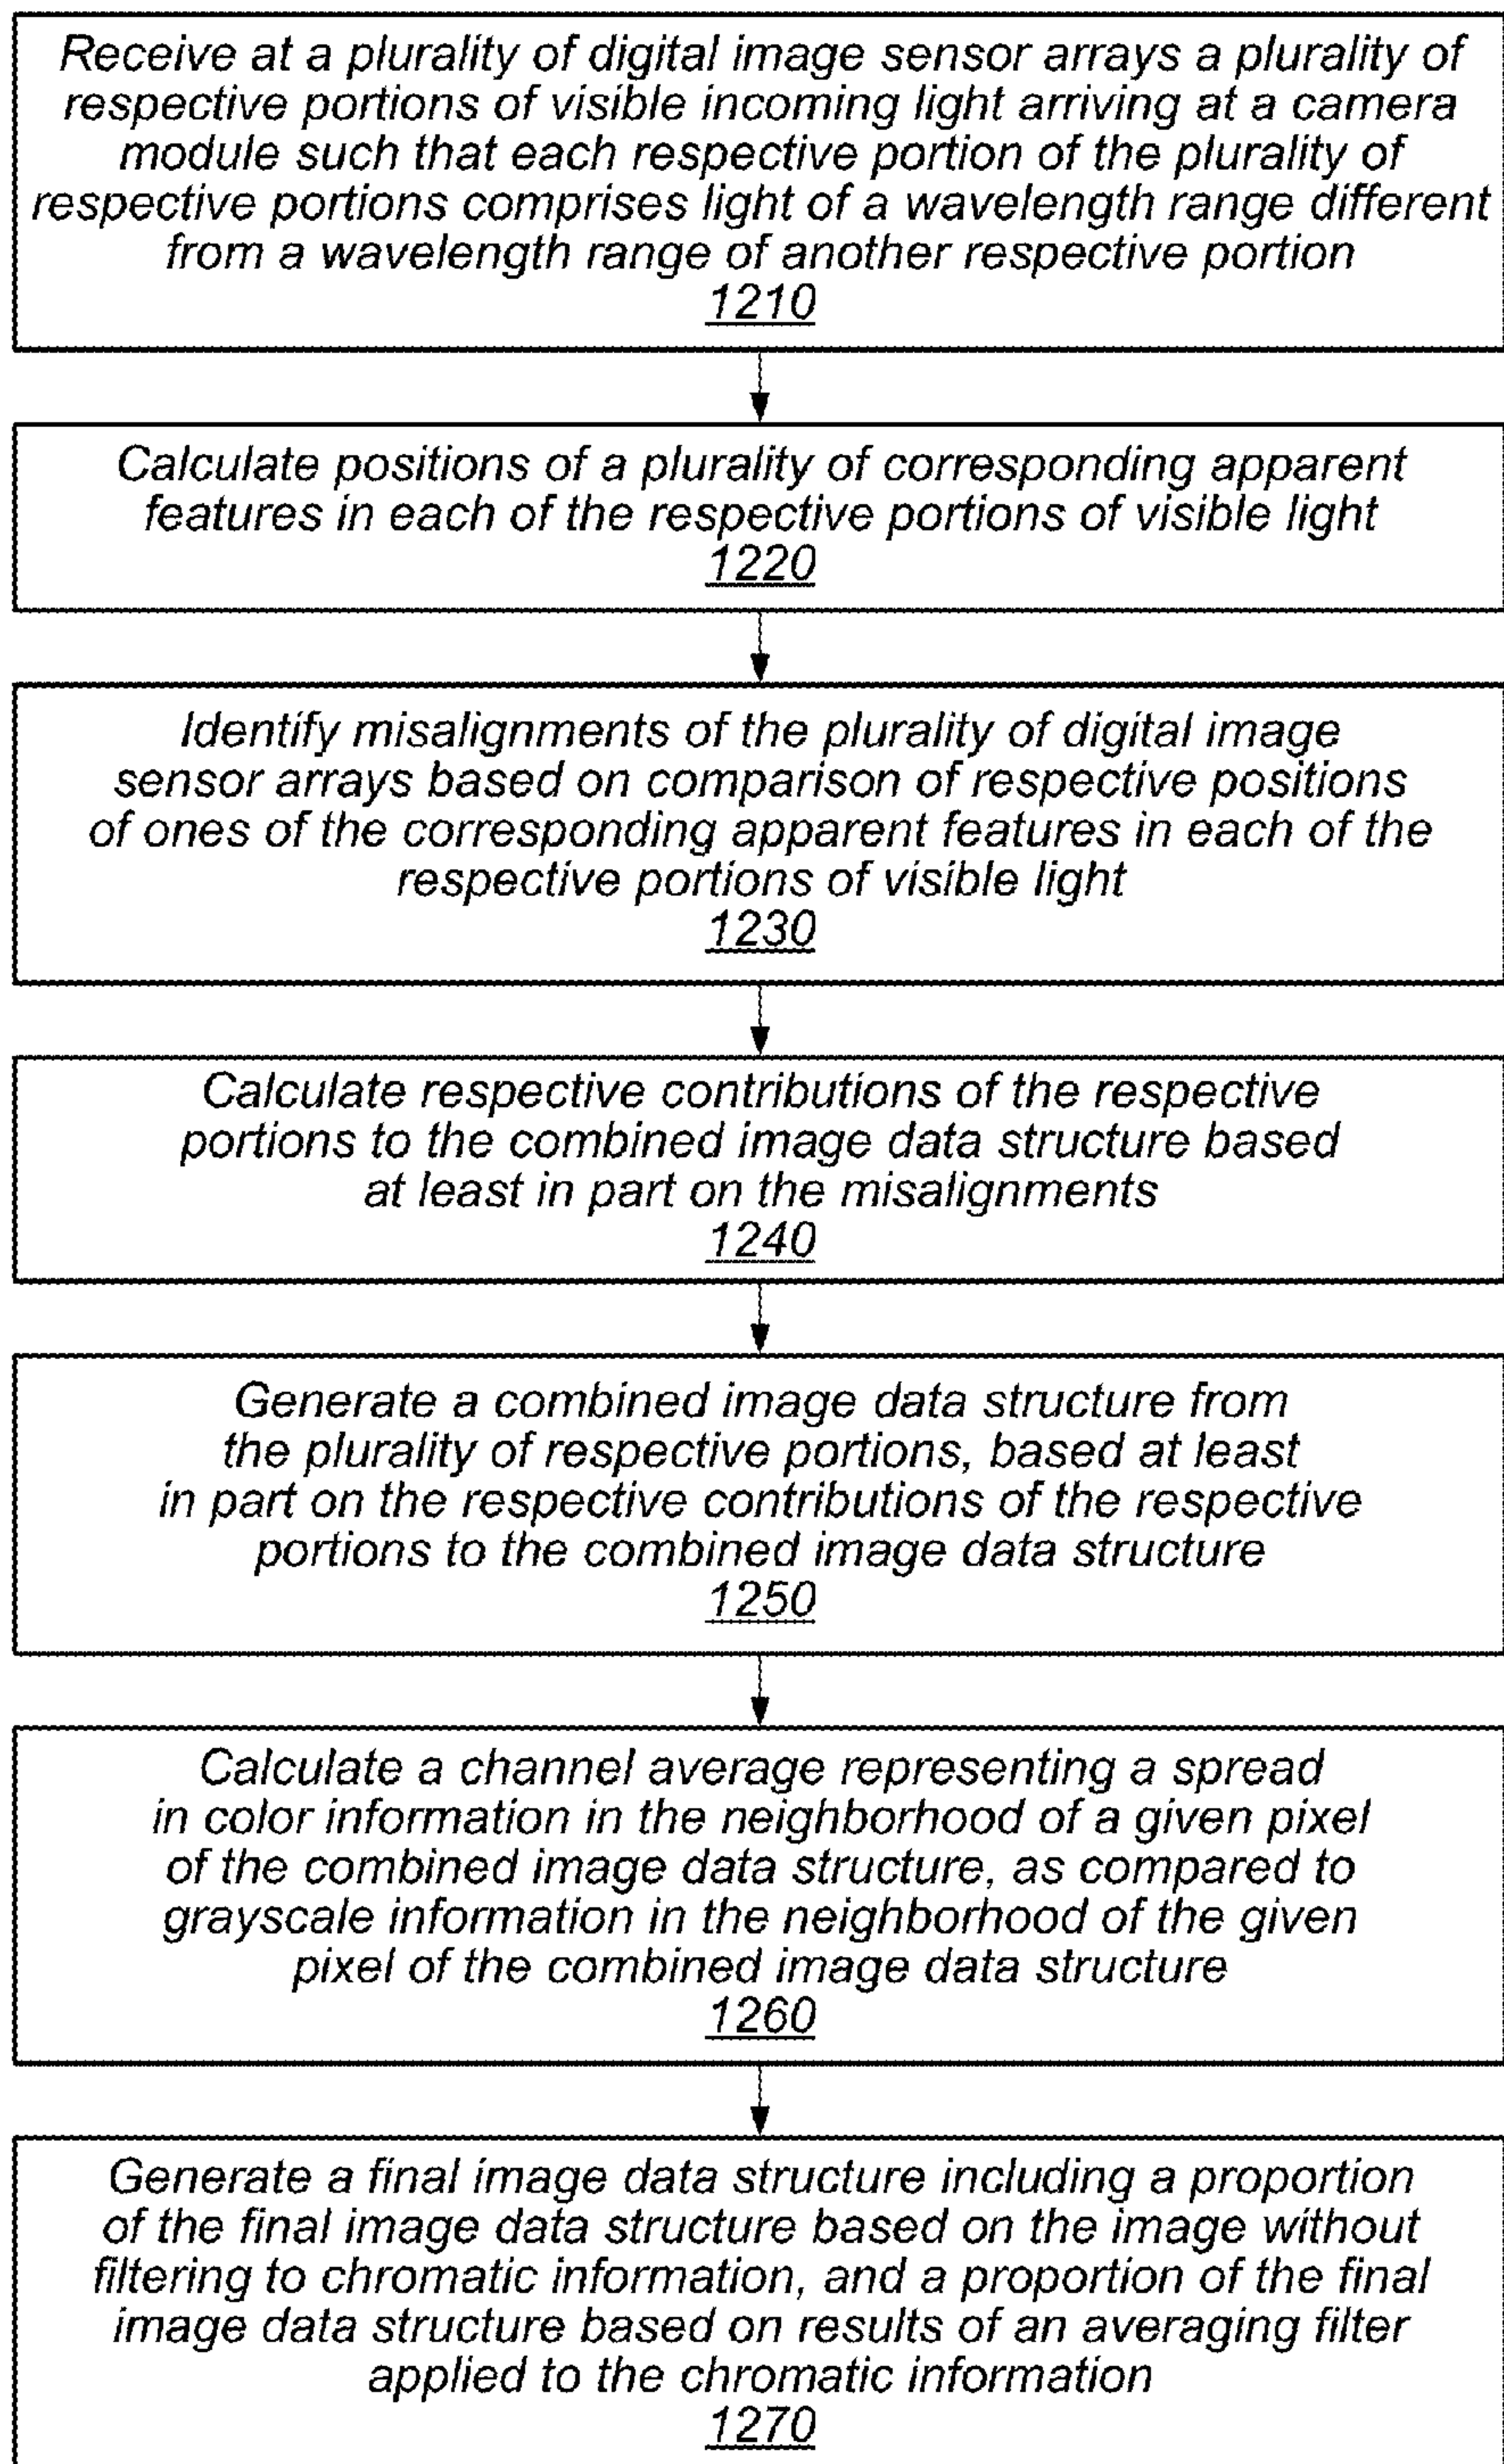 Receive at a plurality of digital image sensor arrays a plurality of
respective portions of visible incoming light arriving at a camera
module such that each respective portion of the plurality of
respective portions comprises light of a wavelength range different
from a wavelength range of another respective portion
1210
Calculate positions of a plurality of corresponding apparent
features in each of the respective portions of visible light
1220
Identify misalignments of the plurality of digital image
sensor arrays based on comparison of respective positions
of ones of the corresponding apparent features in each of the
respective portions of visible light
1230
Calculate respective contributions of the respective
portions to the combined image data structure based
at least in part on the misalignments
1240
Generate a combined image data structure from
the plurality of respective portions, based at least
in part on the respective contributions of the respective
portions to the combined image data structure
1250
Calculate a channel average representing a spread
in color information in the neighborhood of a given pixel
of the combined image data structure, as compared to
grayscale information in the neighborhood of the given
pixel of the combined image data structure
1260
Generate a final image data structure including a proportion
of the final image data structure based on the image without
filtering to chromatic information, and a proportion of the final
image data structure based on results of an averaging filter
applied to the chromatic information
1270